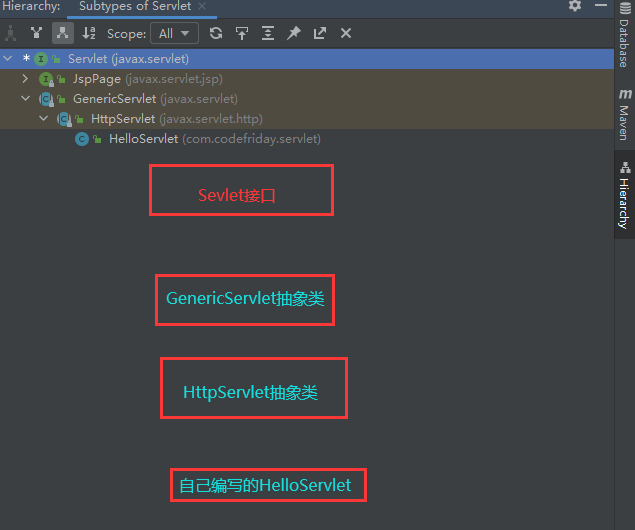 Hierarchy: Subtypes of Servlet ×
Scope: All
* Servlet (javax.servlet)
JspPage (javax.servlet.jsp)
GenericServlet (javax.servlet)
HttpServlet (javax.servlet.http)
HelloServlet (com.codefriday.servlet)
Sevlet接口
GenericServlet抽象类
HttpServlet抽象类
自己编写的HelloServlet
Database
m Maven
Hierarchy